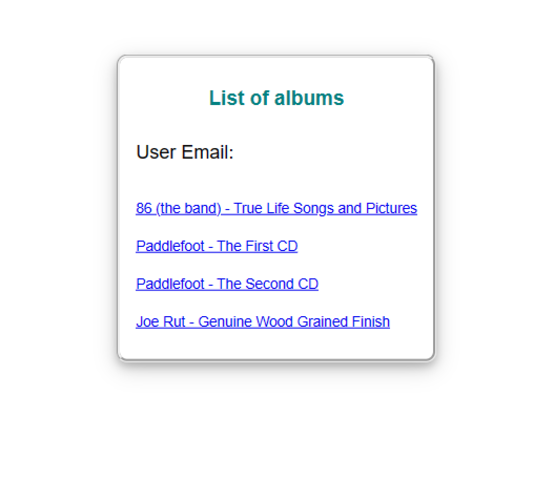 List of albums
User Email:
86 (the band) - True Life Songs and Pictures
Paddlefoot - The First CD
Paddlefoot - The Second CD
Joe Rut - Genuine Wood Grained Finish